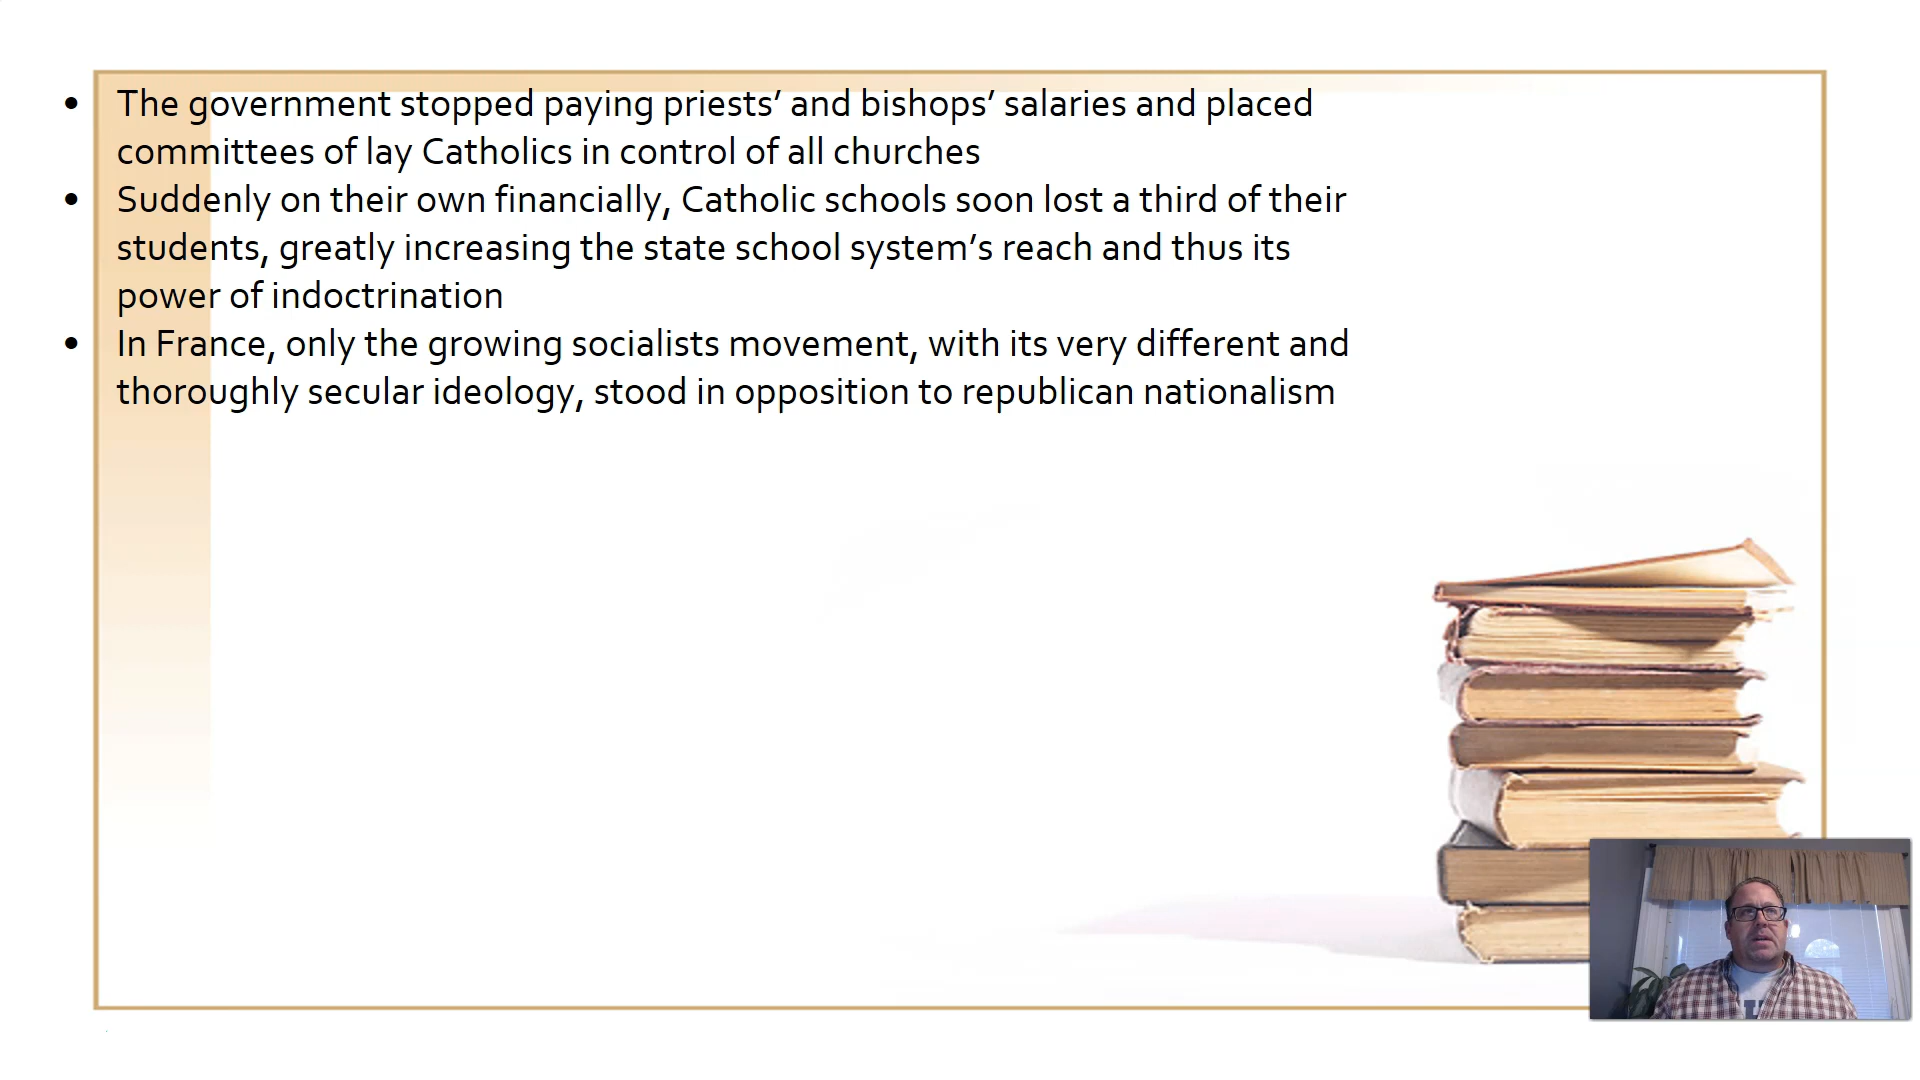 • The government stopped paying priests’ and bishops’ salaries and placed
committees of lay Catholics in control of all churches
• Suddenly on their own financially, Catholic schools soon lost a third of their
students, greatly increasing the state school system’s reach and thus its
power of indoctrination
• In France, only the growing socialists movement, with its very different and
thoroughly secular ideology, stood in opposition to republican nationalism